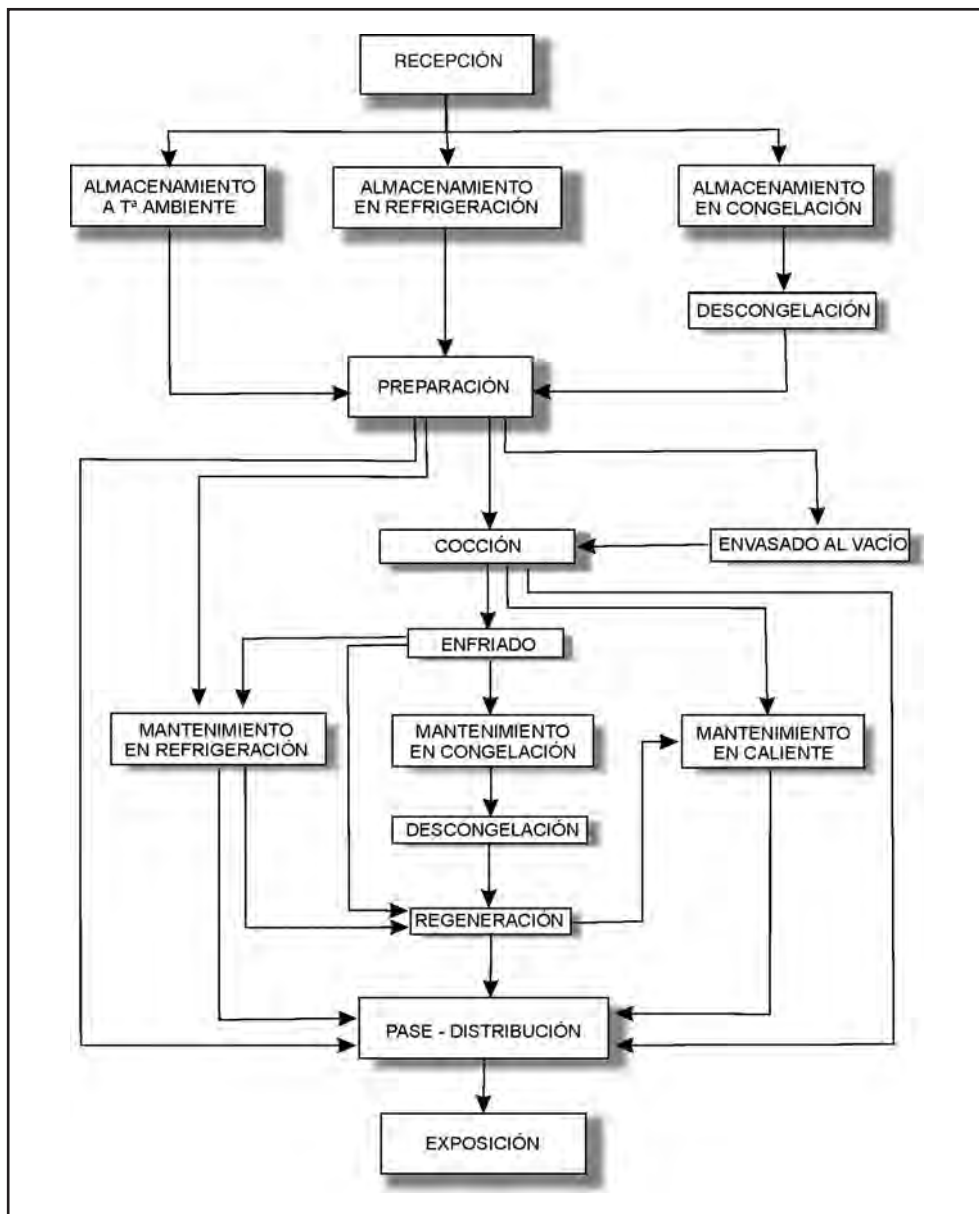 RECEPCIÓN
ALMACENAMIENTO
A Tª AMBIENTE
ALMACENAMIENTO
EN REFRIGERACIÓN
ALMACENAMIENTO
EN CONGELACIÓN
DESCONGELACIÓN
PREPARACIÓN
COCCIÓN
ENVASADO AL VACÍO
ENFRIADO
MANTENIMIENTO
EN REFRIGERACIÓN
MANTENIMIENTO
EN CONGELACIÓN
MANTENIMIENTO
EN CALIENTE
DESCONGELACIÓN
REGENERACIÓN
PASE - DISTRIBUCIÓN
EXPOSICIÓN